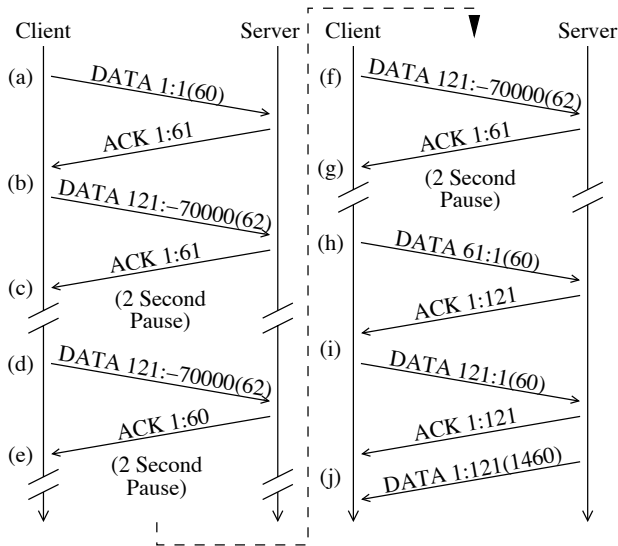 Client
Server
(a)
DATA 1:1(60)
ACK 1:61
(b)
DATA 121:–70000(62)
ACK 1:61
(c)
(2 Second
Pause)
(d)
DATA 121:–70000(62)
ACK 1:60
(e)
(2 Second
Pause)
Client
Server
(f)
DATA 121:–70000(62)
ACK 1:61
(g)
(2 Second
Pause)
(h)
DATA 61:1(60)
ACK 1:121
(i)
DATA 121:1(60)
ACK 1:121
(j)
DATA 1:121(1460)